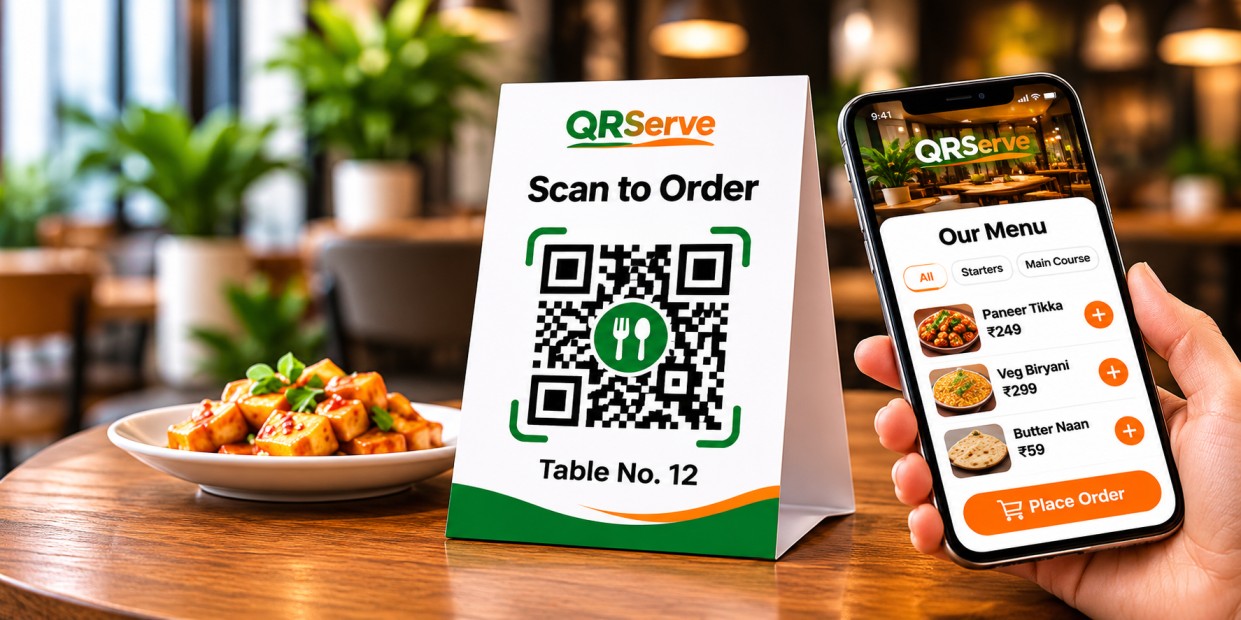 QRServe
Scan to Order
Table No. 12
9:41
QRServe
Our Menu
All
Starters
Main Course
Paneer Tikka
₹249
Veg Biryani
₹299
Butter Naan
₹59
Place Order